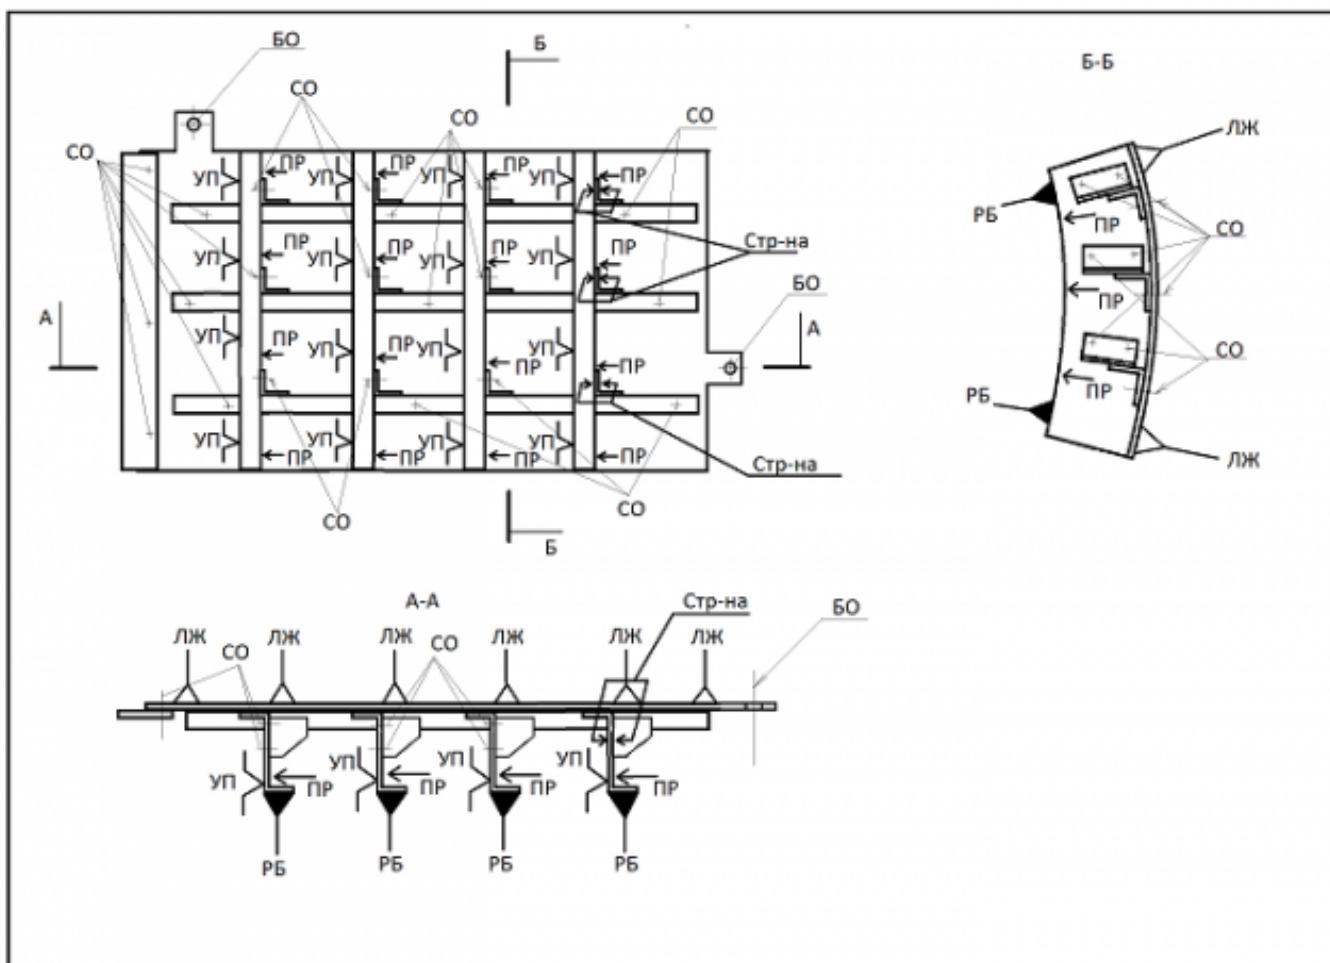 БО
Б
Б-Б
СО
СО
СО
ЛЖ
СО
УП ПР УП ПР УП ПР УП ПР
РБ
ПР
СО
Стр-на
УП ПР УП ПР УП ПР УП ПР
БО
ПР
А
А
УП ПР УП ПР УП ПР УП ПР
СО
РБ
ПР
УП ПР УП ПР УП ПР УП ПР
Стр-на
ЛЖ
СО
СО
Б
А-А
Стр-на
БО
ЛЖ СО ЛЖ ЛЖ СО ЛЖ ЛЖ ЛЖ
УП ПР УП ПР УП ПР УП ПР
РБ РБ РБ РБ